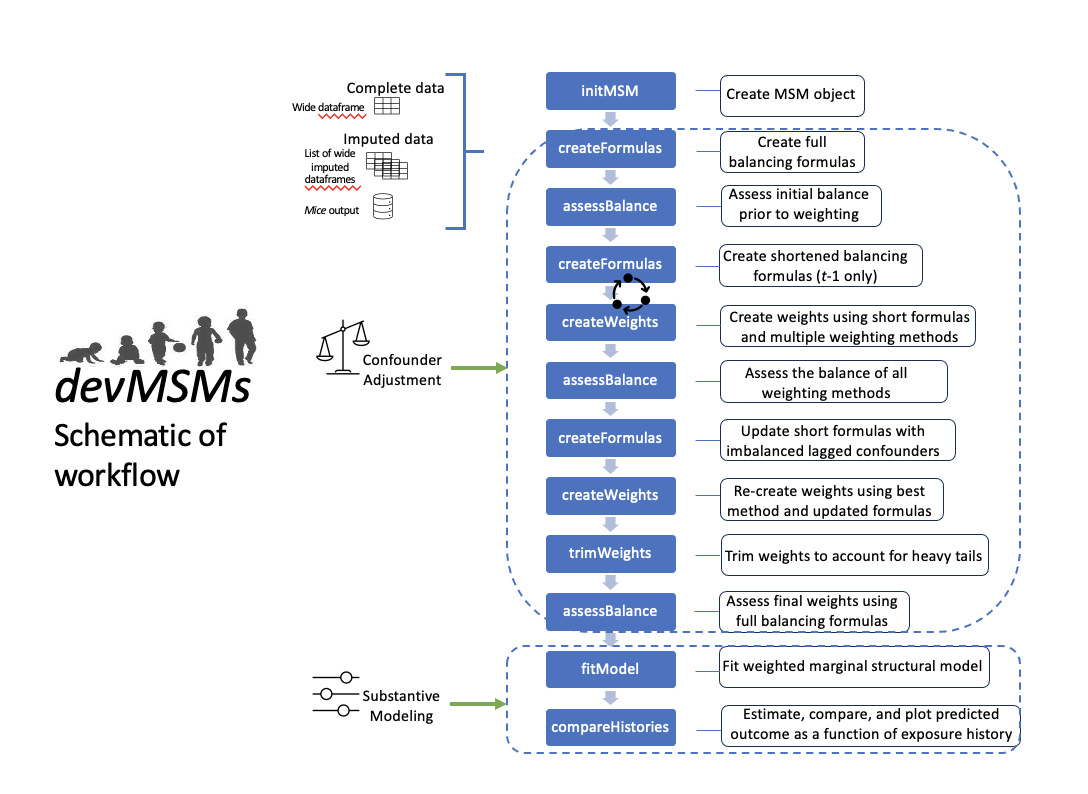 Complete data
Wide dataframe
Imputed data
List of wide
imputed
dataframes
Mice output
devMSMs
Schematic of
workflow
Confounder
Adjustment
Substantive
Modeling
initMSM
Create MSM object
createFormulas
Create full
balancing formulas
assessBalance
Assess initial balance
prior to weighting
createFormulas
Create shortened balancing
formulas (t-1 only)
createWeights
Create weights using short formulas
and multiple weighting methods
assessBalance
Assess the balance of all
weighting methods
createFormulas
Update short formulas with
imbalanced lagged confounders
createWeights
Re-create weights using best
method and updated formulas
trimWeights
Trim weights to account for heavy tails
assessBalance
Assess final weights using
full balancing formulas
fitModel
Fit weighted marginal structural model
compareHistories
Estimate, compare, and plot predicted
outcome as a function of exposure history